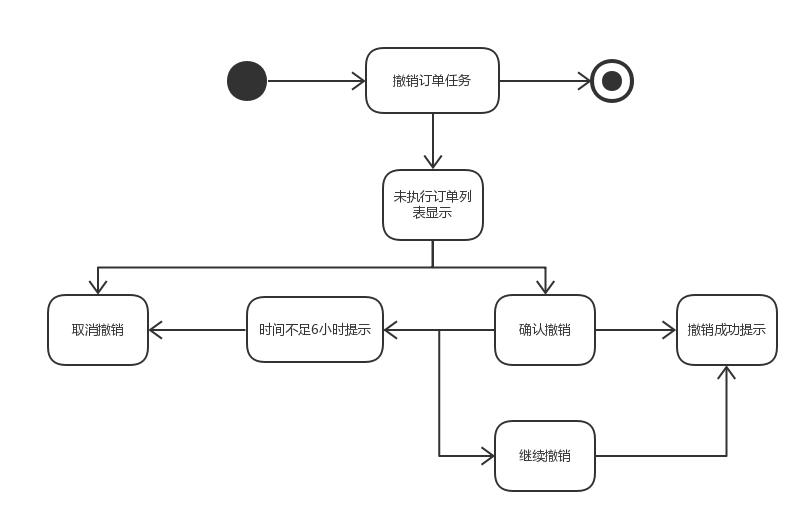 撤销订单任务
未执行订单列
表显示
取消撤销
时间不足6小时提示
确认撤销
撤销成功提示
继续撤销